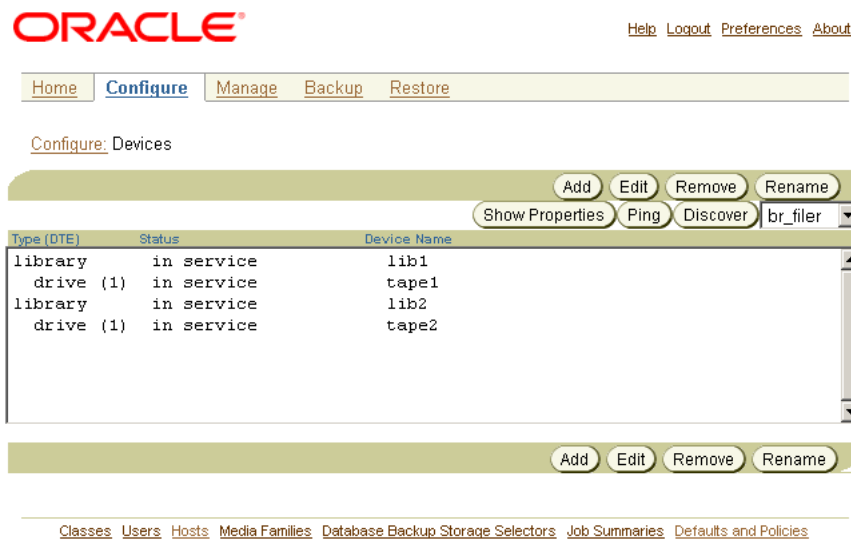 ORACLE®
Help Logout Preferences About
Home Configure Manage Backup Restore
Configure: Devices
Add Edit Remove Rename
Show Properties Ping Discover br_filer
Type (DTE) Status Device Name
library in service lib1
drive (1) in service tape1
library in service lib2
drive (1) in service tape2
Add Edit Remove Rename
Classes Users Hosts Media Families Database Backup Storage Selectors Job Summaries Defaults and Policies